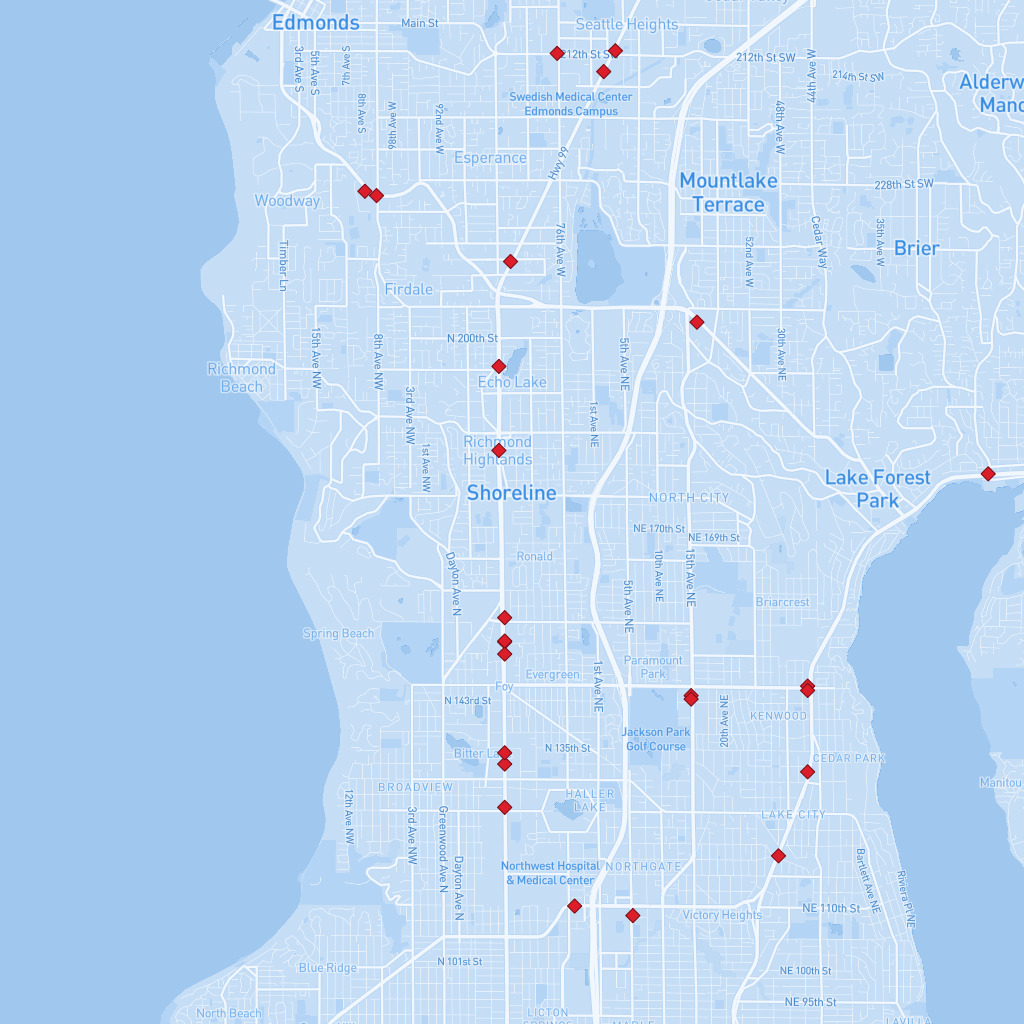 Cedar Valley
Edmonds
Main St
Seattle Heights
212th St SW
212th St SW
214th St SW
44th Ave W
3rd Ave S
5th Ave S
7th Ave S
8th Ave S
98th Ave W
92nd Ave W
48th Ave W
Alderw
Mano
Swedish Medical Center
Edmonds Campus
Hwy 99
Esperance
Mountlake
Terrace
228th St SW
Woodway
76th Ave W
52nd Ave W
Cedar Way
35th Ave W
Brier
Timber Ln
Firdale
N 200th St
15th Ave NW
8th Ave NW
5th Ave NE
30th Ave NE
Richmond
Beach
Echo Lake
3rd Ave NW
1st Ave NE
Richmond
Highlands
1st Ave NW
Lake Forest
Park
Shoreline
NORTH CITY
NE 170th St
NE 169th St
Ronald
Dayton Ave N
10th Ave NE
15th Ave NE
5th Ave NE
Briarcrest
Spring Beach
Evergreen
Paramount
Park
1st Ave NE
Foy
N 143rd St
20th Ave NE
KENWOOD
Jackson Park
Golf Course
N 135th St
Bitter La
CEDAR PARK
Manitou
BROADVIEW
HALLER
LAKE
LAKE CITY
12th Ave NW
3rd Ave NW
Greenwood Ave N
Dayton Ave N
Northwest Hospital
& Medical Center
NORTHGATE
Bartlett Ave NE
Riviera Pl NE
NE 110th St
Victory Heights
N 101st St
Blue Ridge
NE 100th St
NE 95th St
North Beach
LICTON
SPRINGS
MAPLE
LAVILLA